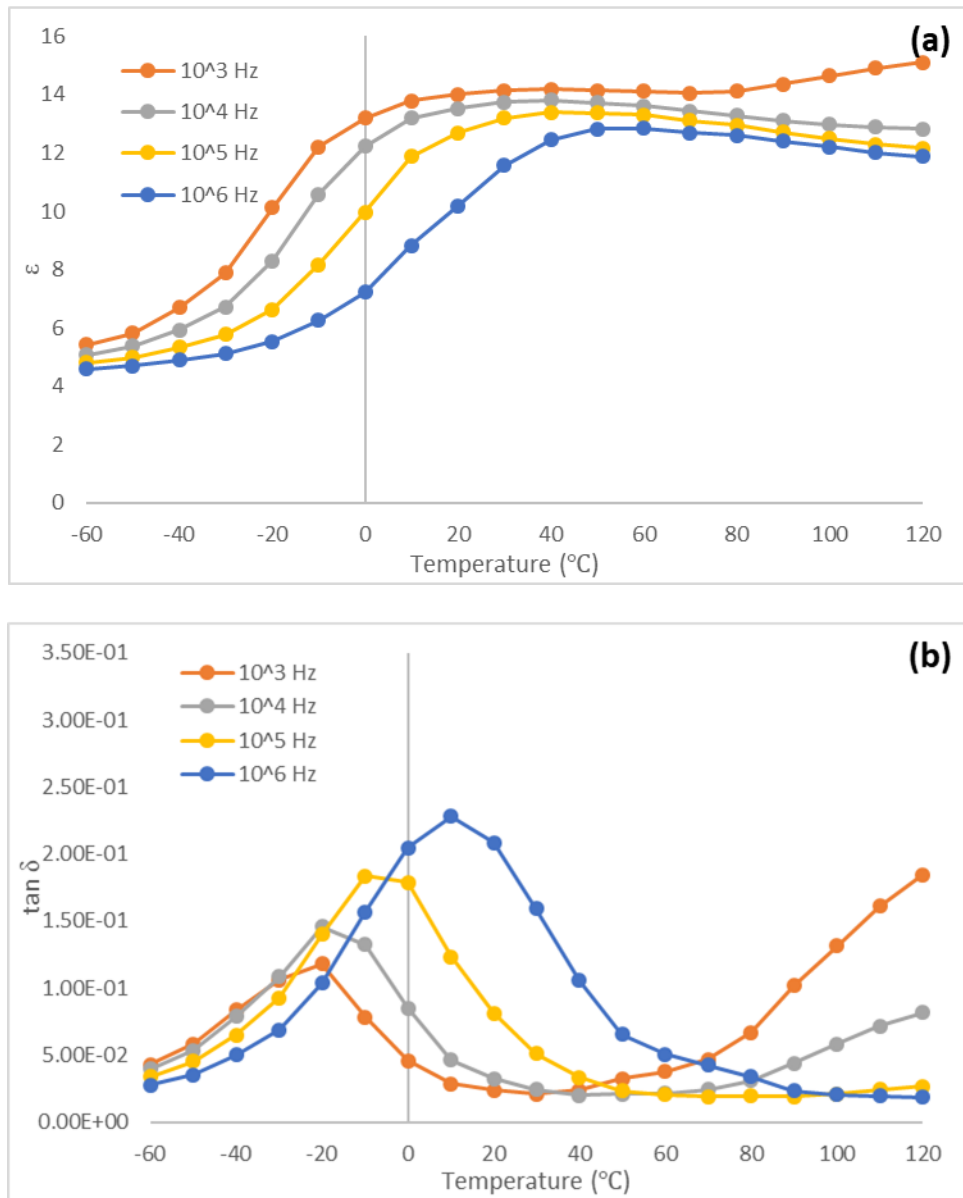 (a)
16
14
12
10
8
6
4
2
0
ε
10^3 Hz
10^4 Hz
10^5 Hz
10^6 Hz
-60 -40 -20 0 20 40 60 80 100 120
Temperature (°C)
(b)
3.50E-01
3.00E-01
2.50E-01
2.00E-01
1.50E-01
1.00E-01
5.00E-02
0.00E+00
tan δ
10^3 Hz
10^4 Hz
10^5 Hz
10^6 Hz
-60 -40 -20 0 20 40 60 80 100 120
Temperature (°C)